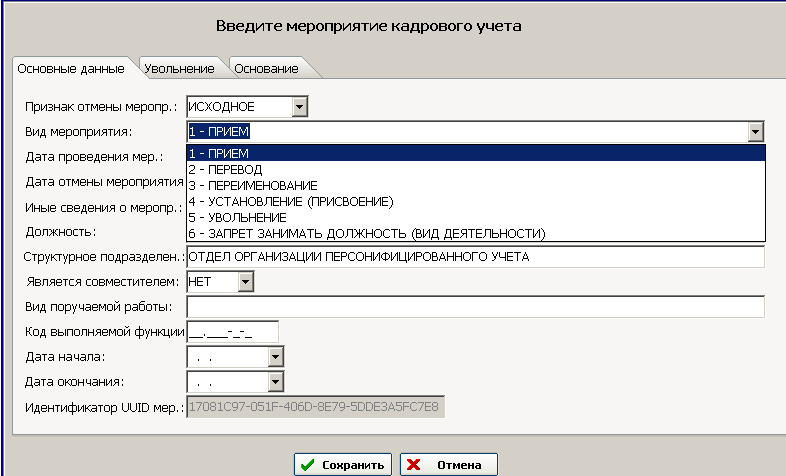 Введите мероприятие кадрового учета
Основные данные Увольнение Основание
Признак отмены меропр.: ИСХОДНОЕ
Вид мероприятия: 1 - ПРИЕМ
Дата проведения мер.: 1 - ПРИЕМ
2 - ПЕРЕВОД
Дата отмены мероприятия 3 - ПЕРЕИМЕНОВАНИЕ
Иные сведения о меропр.: 4 - УСТАНОВЛЕНИЕ (ПРИСВОЕНИЕ)
5 - УВОЛЬНЕНИЕ
Должность: 6 - ЗАПРЕТ ЗАНИМАТЬ ДОЛЖНОСТЬ (ВИД ДЕЯТЕЛЬНОСТИ)
Структурное подразделен.: ОТДЕЛ ОРГАНИЗАЦИИ ПЕРСОНИФИЦИРОВАННОГО УЧЕТА
Является совместителем: НЕТ
Вид поручаемой работы:
Код выполняемой функции __.___-_-_
Дата начала: . .
Дата окончания: . .
Идентификатор UUID мер.: 17081C97-051F-406D-8E79-5DDE3A5FC7E8
Сохранить Отмена